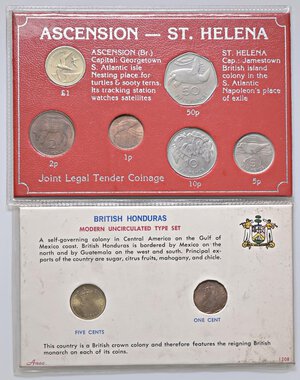 ASCENSION — ST. HELENA
ASCENSION (Br.)
Capital: Georgetown
S. Atlantic isle
Nesting place for
turtles & sooty terns.
Its tracking station
watches satellites
ST. HELENA
Cap.: Jamestown
British island
colony in the
S. Atlantic
Napoleon's place
of exile
£1
50p
2p
1p
10p
5p
Joint Legal Tender Coinage
BRITISH HONDURAS
MODERN UNCIRCULATED TYPE SET
A self-governing colony in Central America on the Gulf of
Mexico coast. British Honduras is bordered by Mexico on the
north and by Guatemala on the west and south. Principal ex-
ports of the country are sugar, citrus fruits, mahogany, and chicle.
FIVE CENTS
ONE CENT
This country is a British crown colony and therefore features the reigning British
monarch on each of its coins.